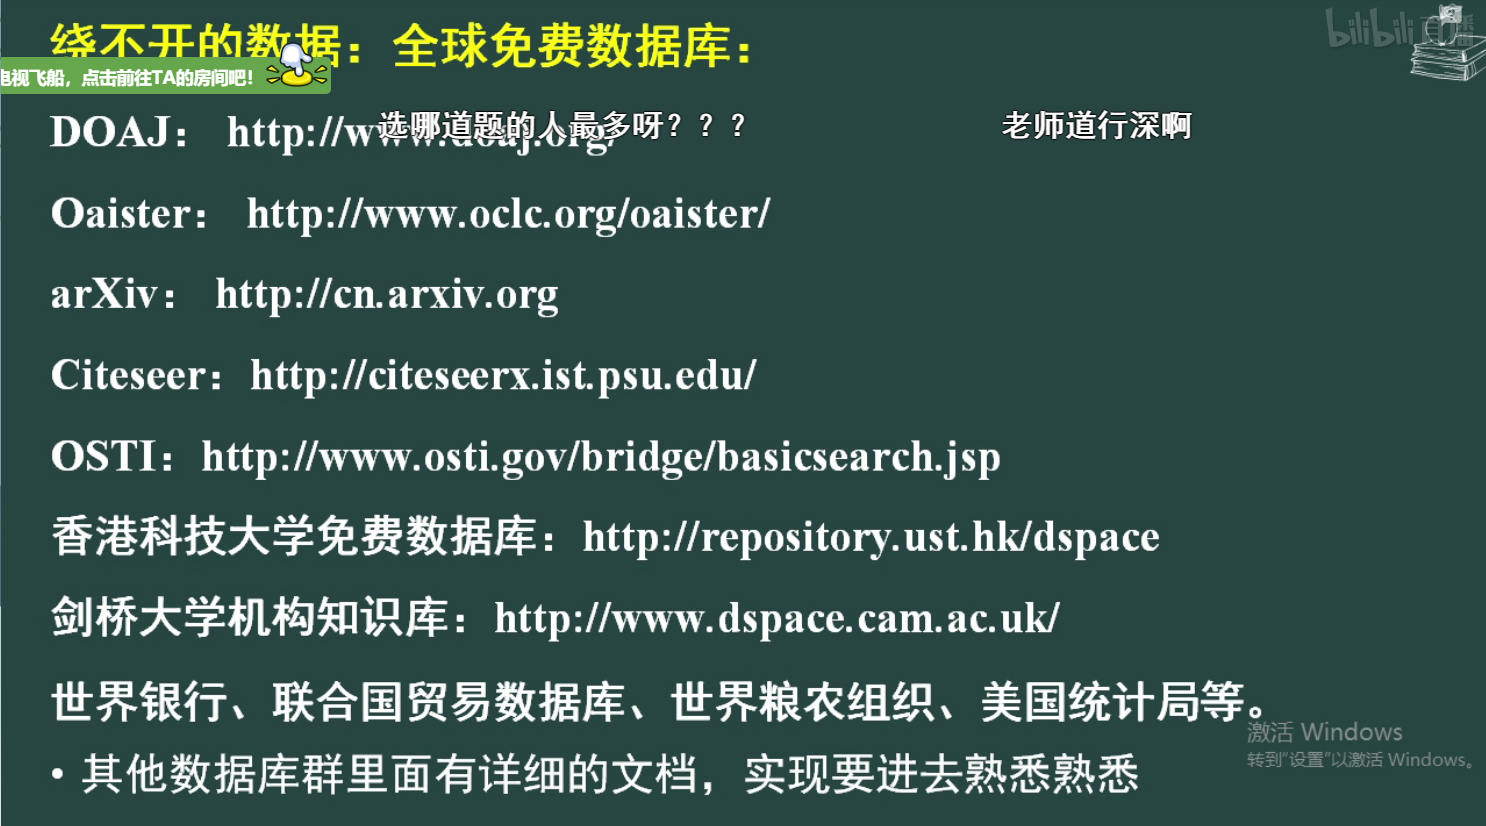 绕不开的数据：全球免费数据库：
bilibili 直播
电视飞船，点击前往TA的房间吧！
选哪道题的人最多呀？？？
老师道行深啊
DOAJ： http://www.doaj.org/
Oaister： http://www.oclc.org/oaister/
arXiv： http://cn.arxiv.org
Citeseer：http://citeseerx.ist.psu.edu/
OSTI：http://www.osti.gov/bridge/basicsearch.jsp
香港科技大学免费数据库：http://repository.ust.hk/dspace
剑桥大学机构知识库：http://www.dspace.cam.ac.uk/
世界银行、联合国贸易数据库、世界粮农组织、美国统计局等。
激活 Windows
转到“设置”以激活 Windows。
• 其他数据库群里面有详细的文档，实现要进去熟悉熟悉